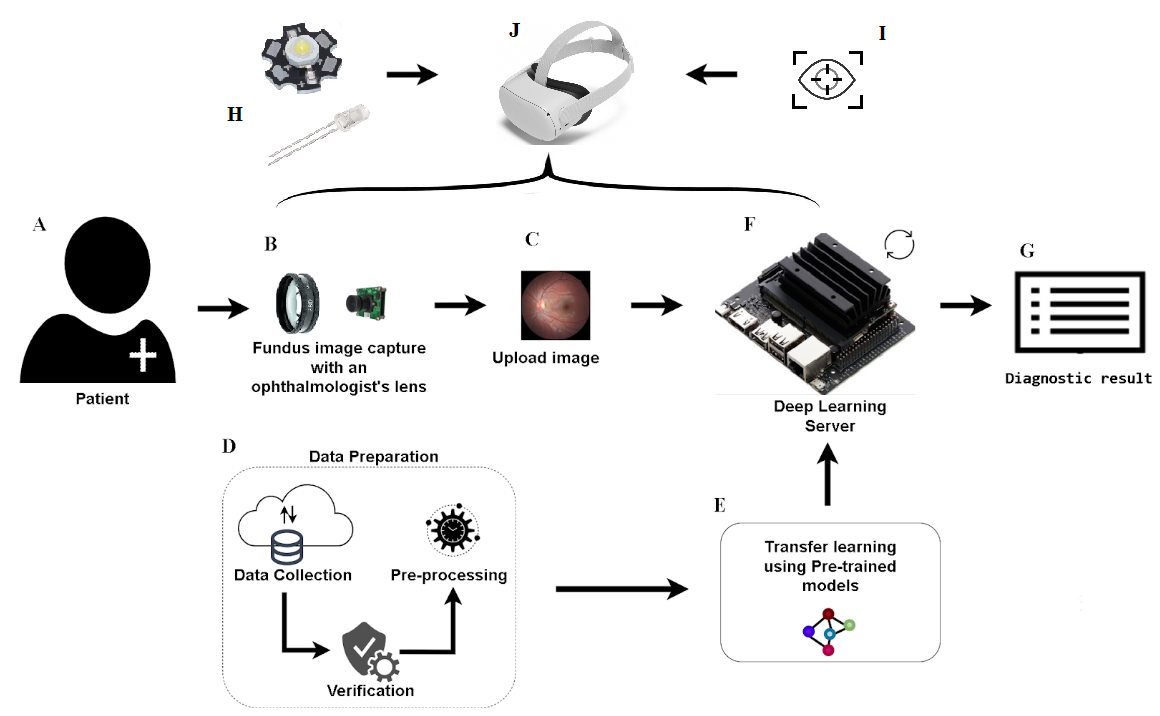 J
I
H
A
B
C
F
G
Fundus image capture
with an
ophthalmologist's lens
Upload image
Patient
Diagnostic result
Deep Learning
Server
D
Data Preparation
E
Data Collection
Pre-processing
Verification
Transfer learning
using Pre-trained
models